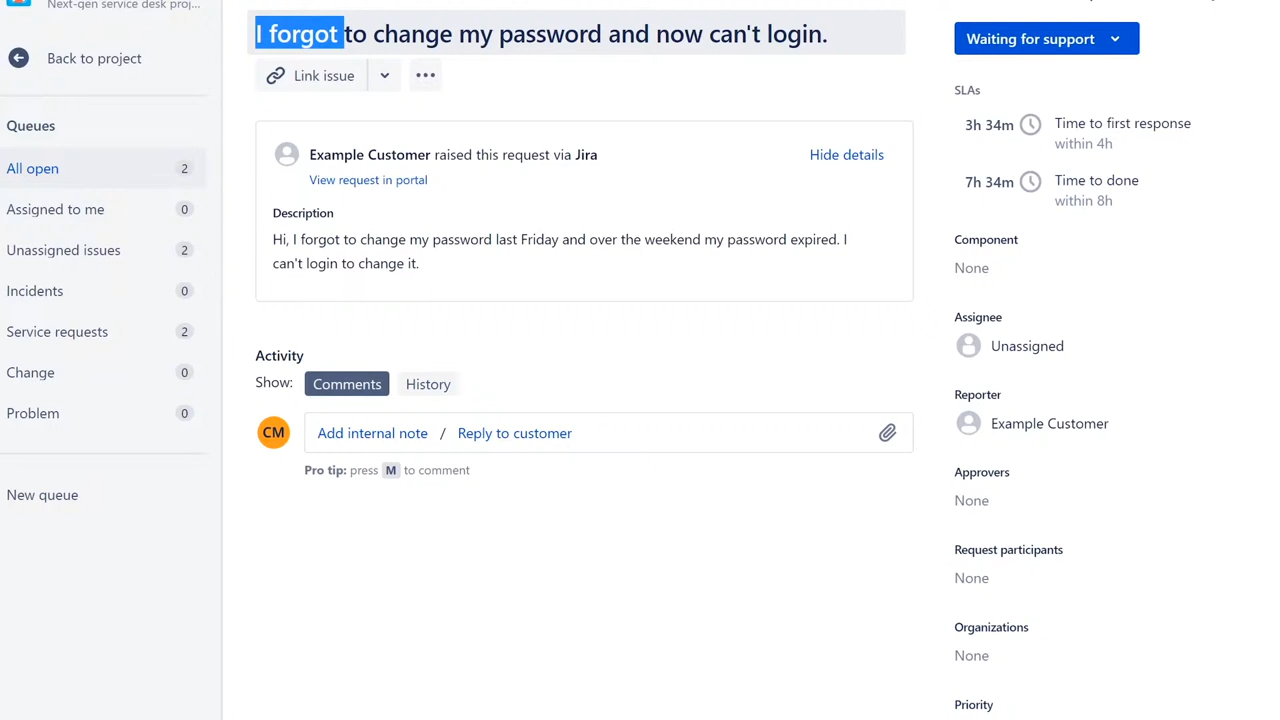 Next-gen service desk proj...
Back to project
Queues
All open 2
Assigned to me 0
Unassigned issues 2
Incidents 0
Service requests 2
Change 0
Problem 0
New queue
I forgot to change my password and now can't login.
Link issue
Example Customer raised this request via Jira
Hide details
View request in portal
Description
Hi, I forgot to change my password last Friday and over the weekend my password expired. I
can't login to change it.
Activity
Show: Comments History
CM Add internal note / Reply to customer
Pro tip: press M to comment
Waiting for support
SLAs
3h 34m Time to first response
within 4h
7h 34m Time to done
within 8h
Component
None
Assignee
Unassigned
Reporter
Example Customer
Approvers
None
Request participants
None
Organizations
None
Priority